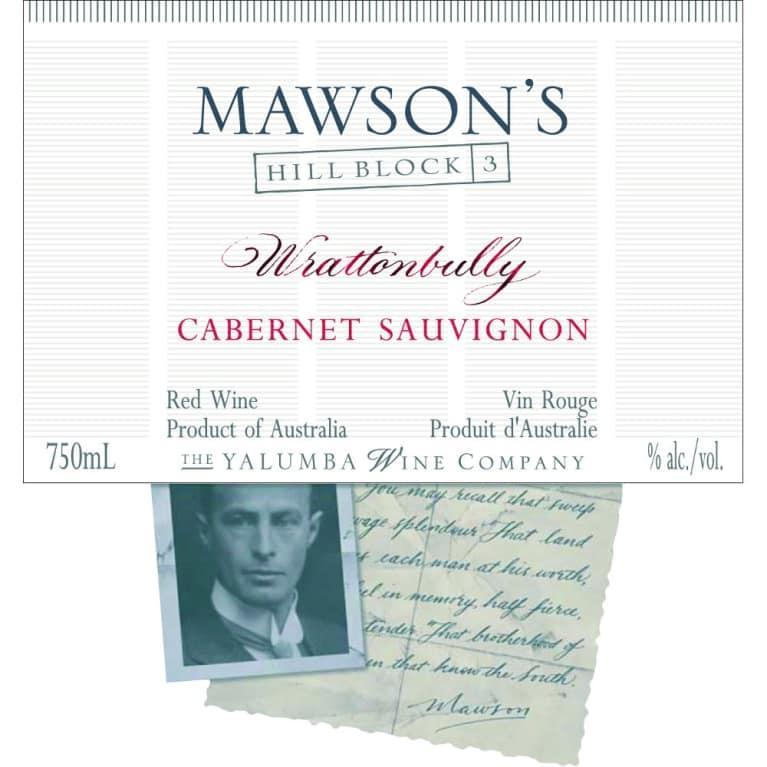 MAWSON'S
HILL BLOCK 3
Wrattonbully
CABERNET SAUVIGNON
Red Wine
Product of Australia
Vin Rouge
Produit d'Australie
750mL
THE YALUMBA WINE COMPANY
% alc./vol.
You may recall that sweep
splendour That land
each man at his worth,
in memory, half fierce,
tender That brotherhood of
that know the South.
Mawson